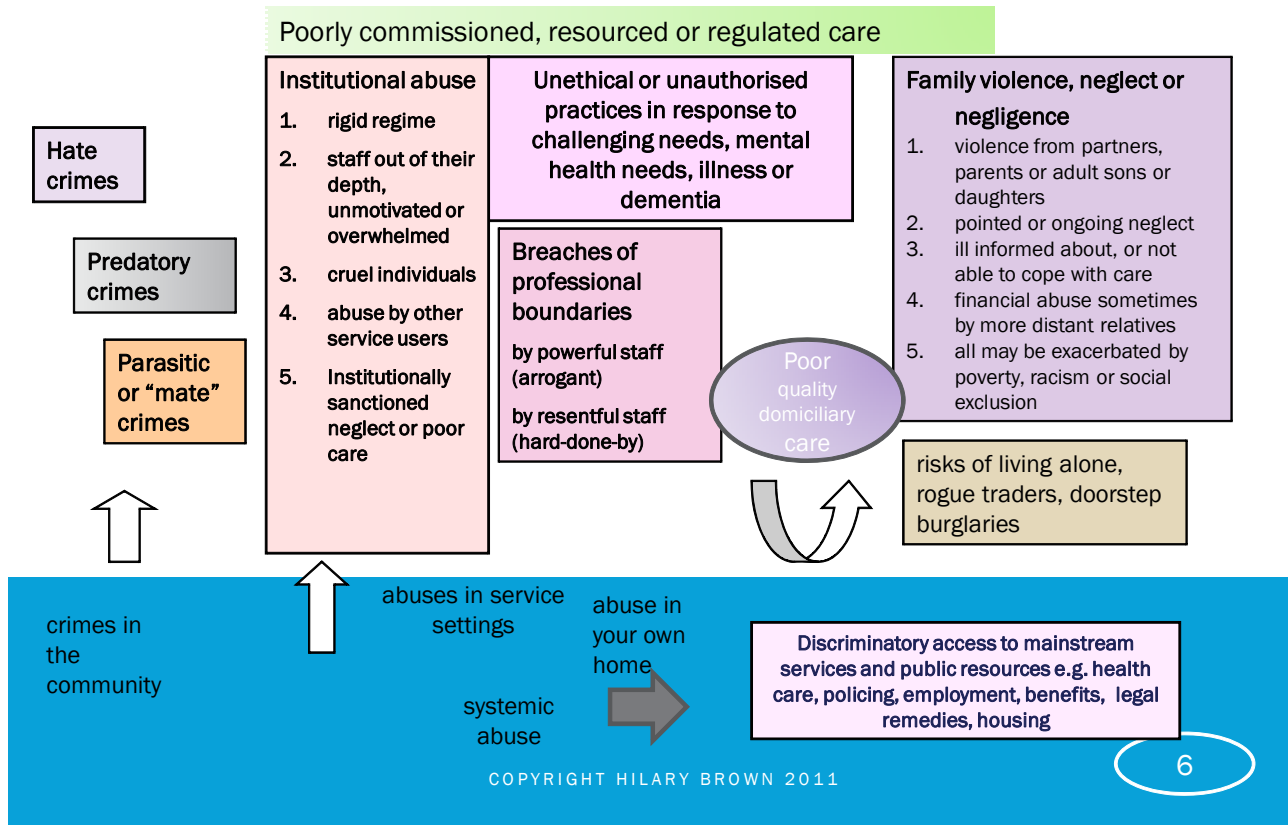 Poorly commissioned, resourced or regulated care
Hate
crimes
Predatory
crimes
Parasitic
or “mate”
crimes
Institutional abuse
1. rigid regime
2. staff out of their
depth,
unmotivated or
overwhelmed
3. cruel individuals
4. abuse by other
service users
5. Institutionally
sanctioned
neglect or poor
care
Unethical or unauthorised
practices in response to
challenging needs, mental
health needs, illness or
dementia
Breaches of
professional
boundaries
by powerful staff
(arrogant)
by resentful staff
(hard-done-by)
Poor
quality
domiciliary
care
Family violence, neglect or
negligence
1. violence from partners,
parents or adult sons or
daughters
2. pointed or ongoing neglect
3. ill informed about, or not
able to cope with care
4. financial abuse sometimes
by more distant relatives
5. all may be exacerbated by
poverty, racism or social
exclusion
risks of living alone,
rogue traders, doorstep
burglaries
crimes in
the
community
abuses in service
settings
abuse in
your own
home
systemic
abuse
Discriminatory access to mainstream
services and public resources e.g. health
care, policing, employment, benefits, legal
remedies, housing
COPYRIGHT HILARY BROWN 2011
6